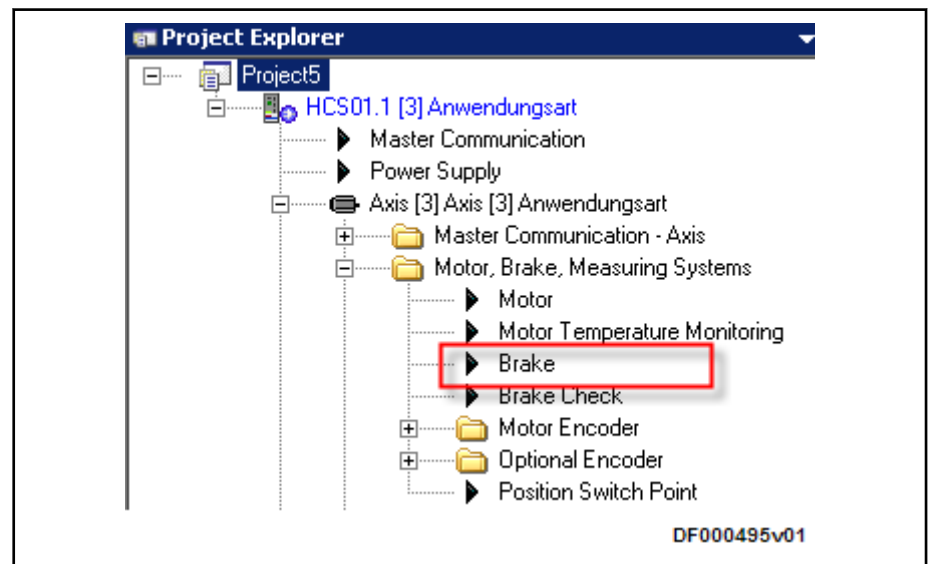 Project Explorer
Project5
HCS01.1 [3] Anwendungsart
Master Communication
Power Supply
Axis [3] Axis [3] Anwendungsart
Master Communication - Axis
Motor, Brake, Measuring Systems
Motor
Motor Temperature Monitoring
Brake
Brake Check
Motor Encoder
Optional Encoder
Position Switch Point
DF000495v01